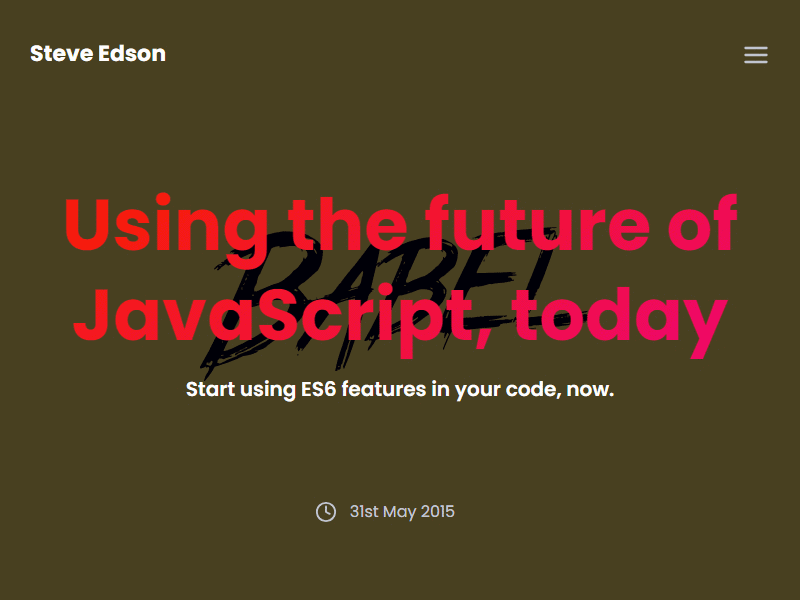 Steve Edson
Using the future of
BABEL
JavaScript, today
Start using ES6 features in your code, now.
31st May 2015